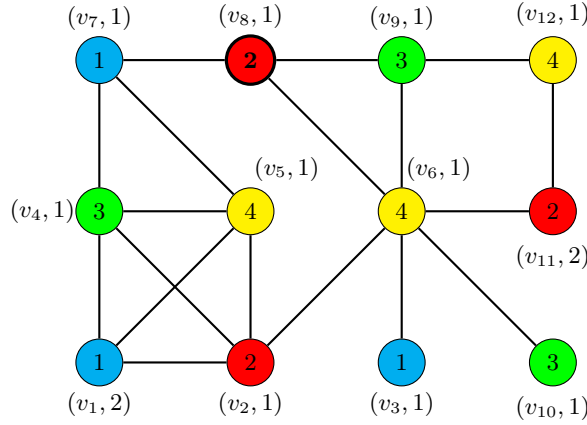 (v₇, 1) (v₈, 1) (v₉, 1) (v₁₂, 1)
1 2 3 4
(v₅, 1) (v₆, 1)
(v₄, 1) 3 4 4 2
(v₁₁, 2)
1 2 1 3
(v₁, 2) (v₂, 1) (v₃, 1) (v₁₀, 1)